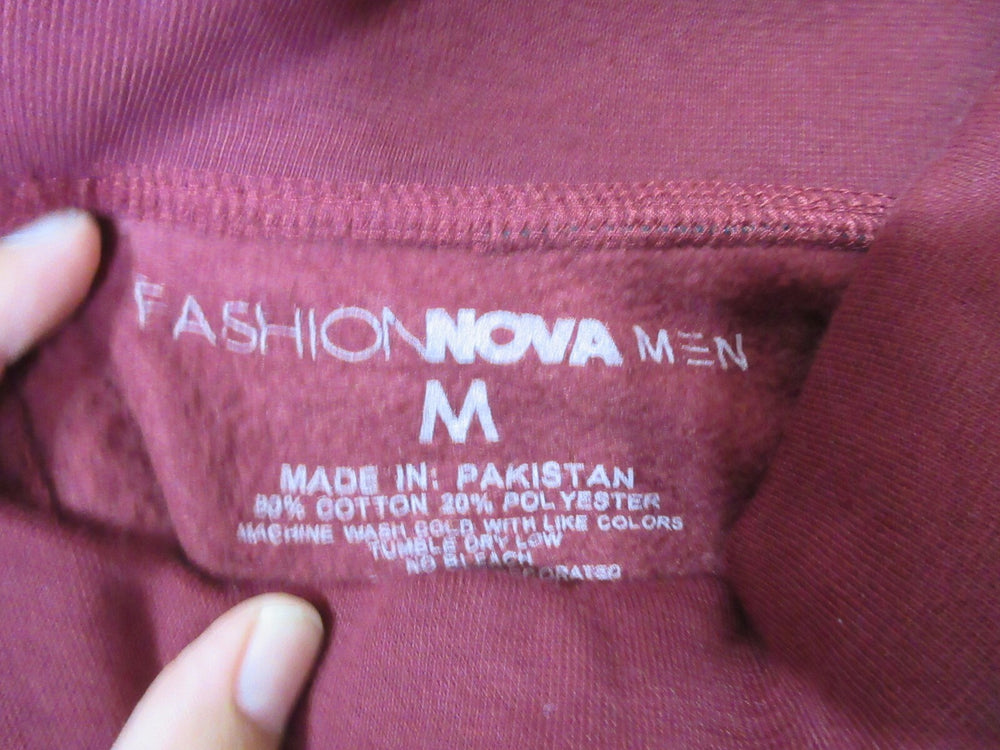 FASHIONNOVA MEN
M
MADE IN: PAKISTAN
80% COTTON 20% POLYESTER
MACHINE WASH COLD WITH LIKE COLORS
TUMBLE DRY LOW
NO BLEACH